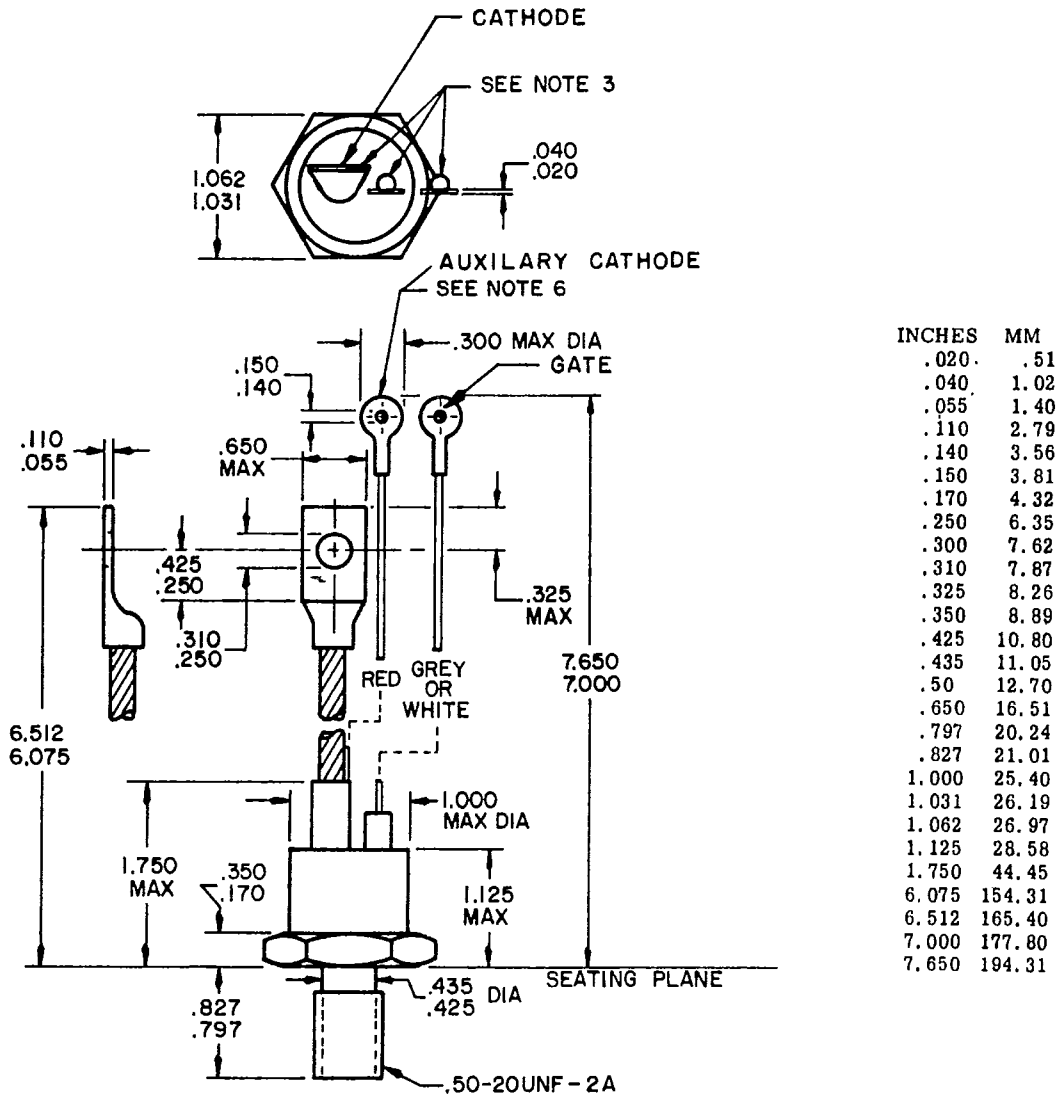 CATHODE
SEE NOTE 3
.040
.020
1.062
1.031
AUXILARY CATHODE
SEE NOTE 6
.300 MAX DIA
GATE
.150
.140
.110
.055
.650
MAX
.425
.250
.325
MAX
.310
.250
7.650
7.000
RED
GREY
OR
WHITE
6.512
6.075
1.000
MAX DIA
1.750
MAX
.350
.170
1.125
MAX
SEATING PLANE
.435
.425 DIA
.827
.797
.50-20UNF-2A
INCHES MM
.020 .51
.040 1.02
.055 1.40
.110 2.79
.140 3.56
.150 3.81
.170 4.32
.250 6.35
.300 7.62
.310 7.87
.325 8.26
.350 8.89
.425 10.80
.435 11.05
.50 12.70
.650 16.51
.797 20.24
.827 21.01
1.000 25.40
1.031 26.19
1.062 26.97
1.125 28.58
1.750 44.45
6.075 154.31
6.512 165.40
7.000 177.80
7.650 194.31